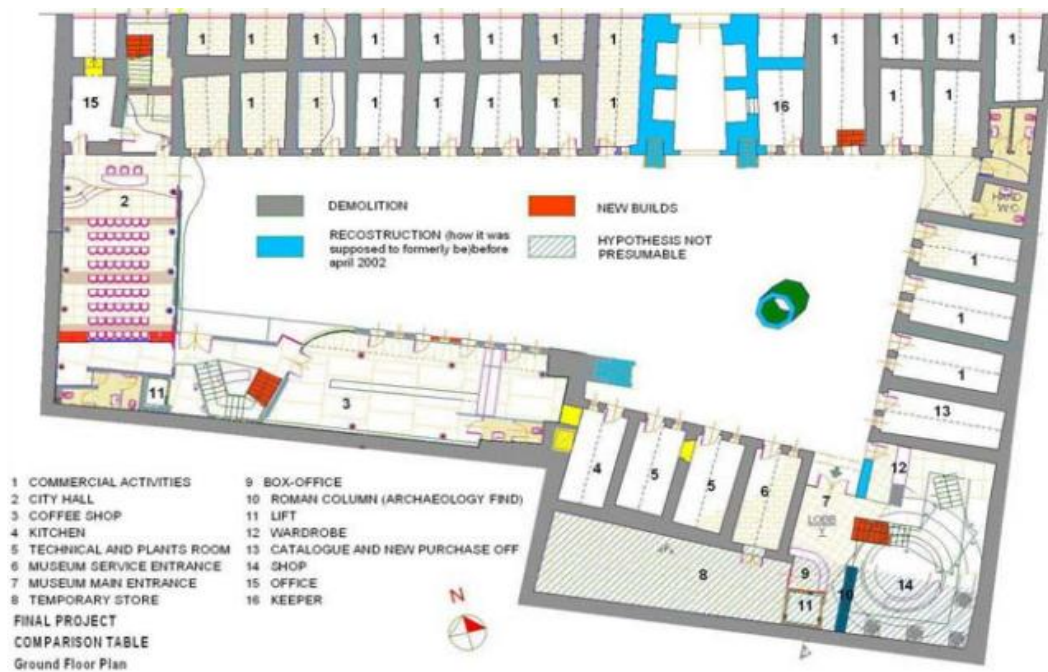 1 1 1 1 1 1 1 1 1 1 1 1
15 1 1 1 1 1 1 1 1 16 1 1 1
2
DEMOLITION
NEW BUILDS
RECOSTRUCTION (how it was
supposed to formerly be)before
april 2002
HYPOTHESIS NOT
PRESUMABLE
HAND
WC
1
1
1
13
11
3
4
5
5
6
7
12
LOBB
Y
8
9
10
11
14
1 COMMERCIAL ACTIVITIES
2 CITY HALL
3 COFFEE SHOP
4 KITCHEN
5 TECHNICAL AND PLANTS ROOM
6 MUSEUM SERVICE ENTRANCE
7 MUSEUM MAIN ENTRANCE
8 TEMPORARY STORE
9 BOX-OFFICE
10 ROMAN COLUMN (ARCHAEOLOGY FIND)
11 LIFT
12 WARDROBE
13 CATALOGUE AND NEW PURCHASE OFF
14 SHOP
15 OFFICE
16 KEEPER
N
FINAL PROJECT
COMPARISON TABLE
Ground Floor Plan